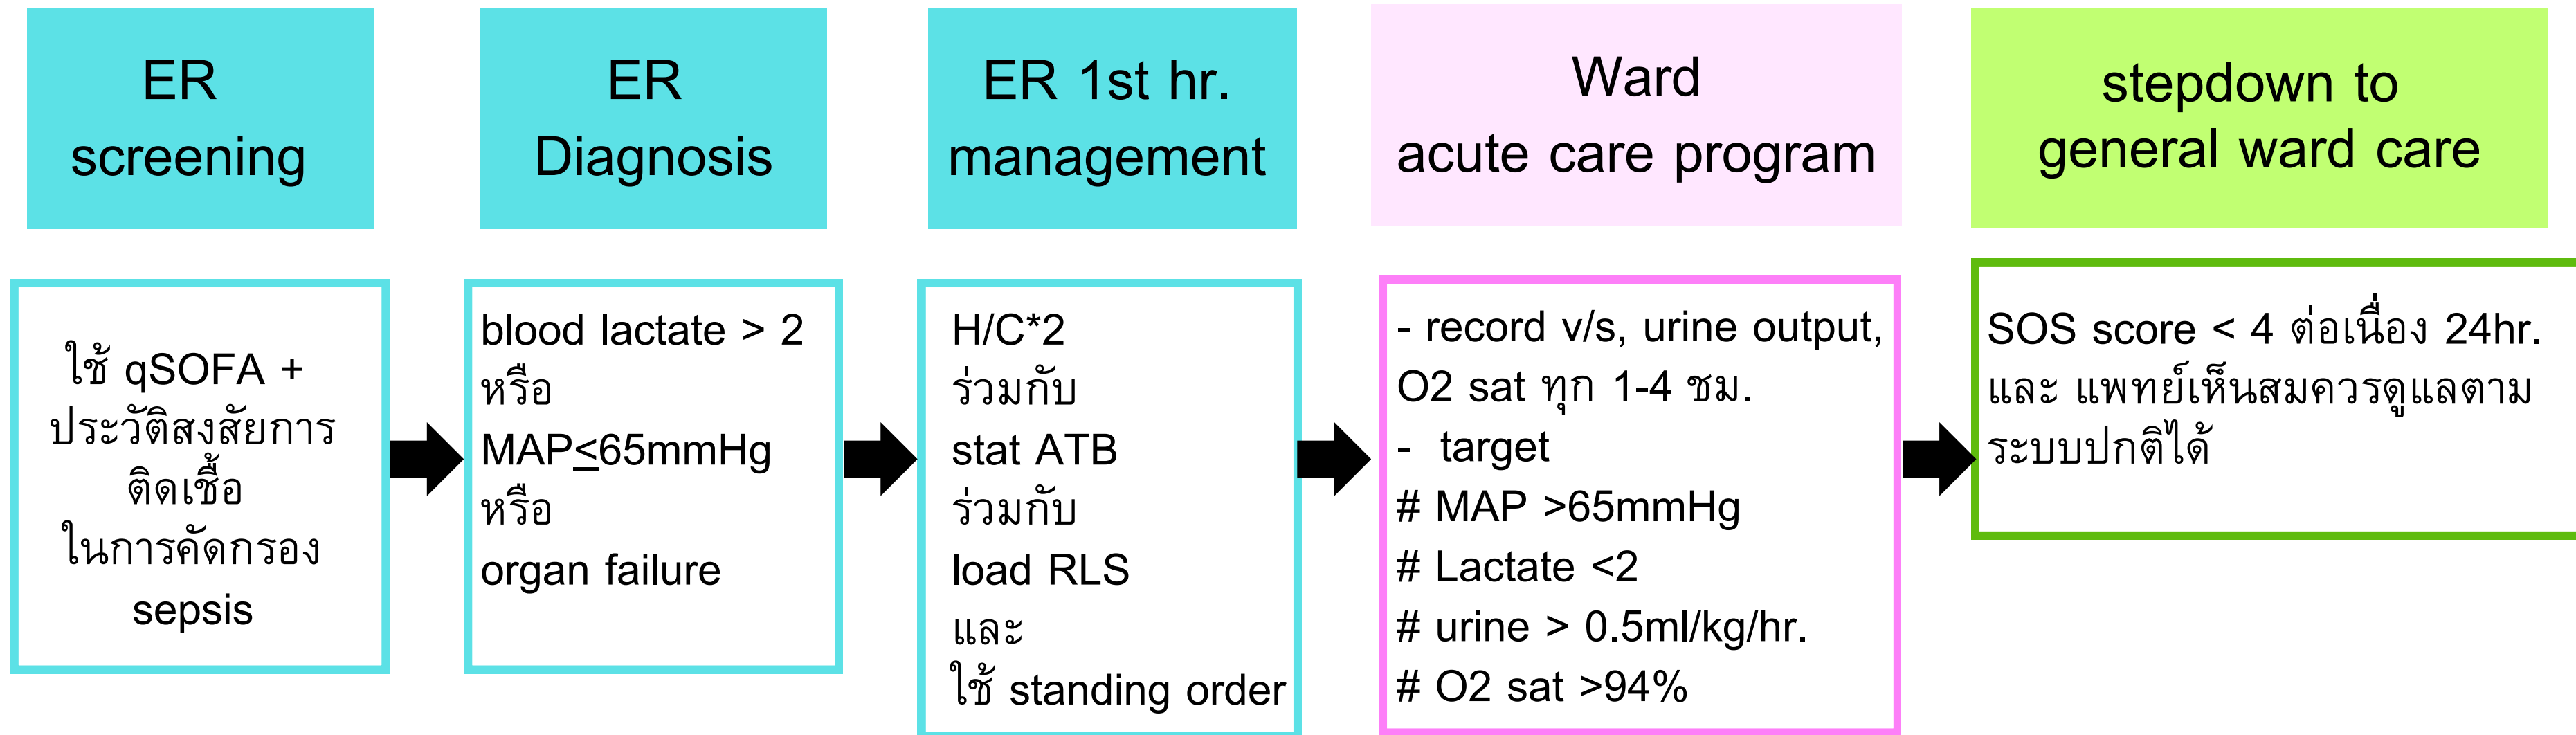 ER
screening
ER
Diagnosis
ER 1st hr.
management
Ward
acute care program
stepdown to
general ward care
ใช้ qSOFA +
ประวัติสงสัยการ
ติดเชื้อ
ในการคัดกรอง
sepsis
blood lactate > 2
หรือ
MAP≤65mmHg
หรือ
organ failure
H/C*2
ร่วมกับ
stat ATB
ร่วมกับ
load RLS
และ
ใช้ standing order
- record v/s, urine output,
O2 sat ทุก 1-4 ชม.
- target
# MAP >65mmHg
# Lactate <2
# urine > 0.5ml/kg/hr.
# O2 sat >94%
SOS score < 4 ต่อเนื่อง 24hr.
และ แพทย์เห็นสมควรดูแลตาม
ระบบปกติได้